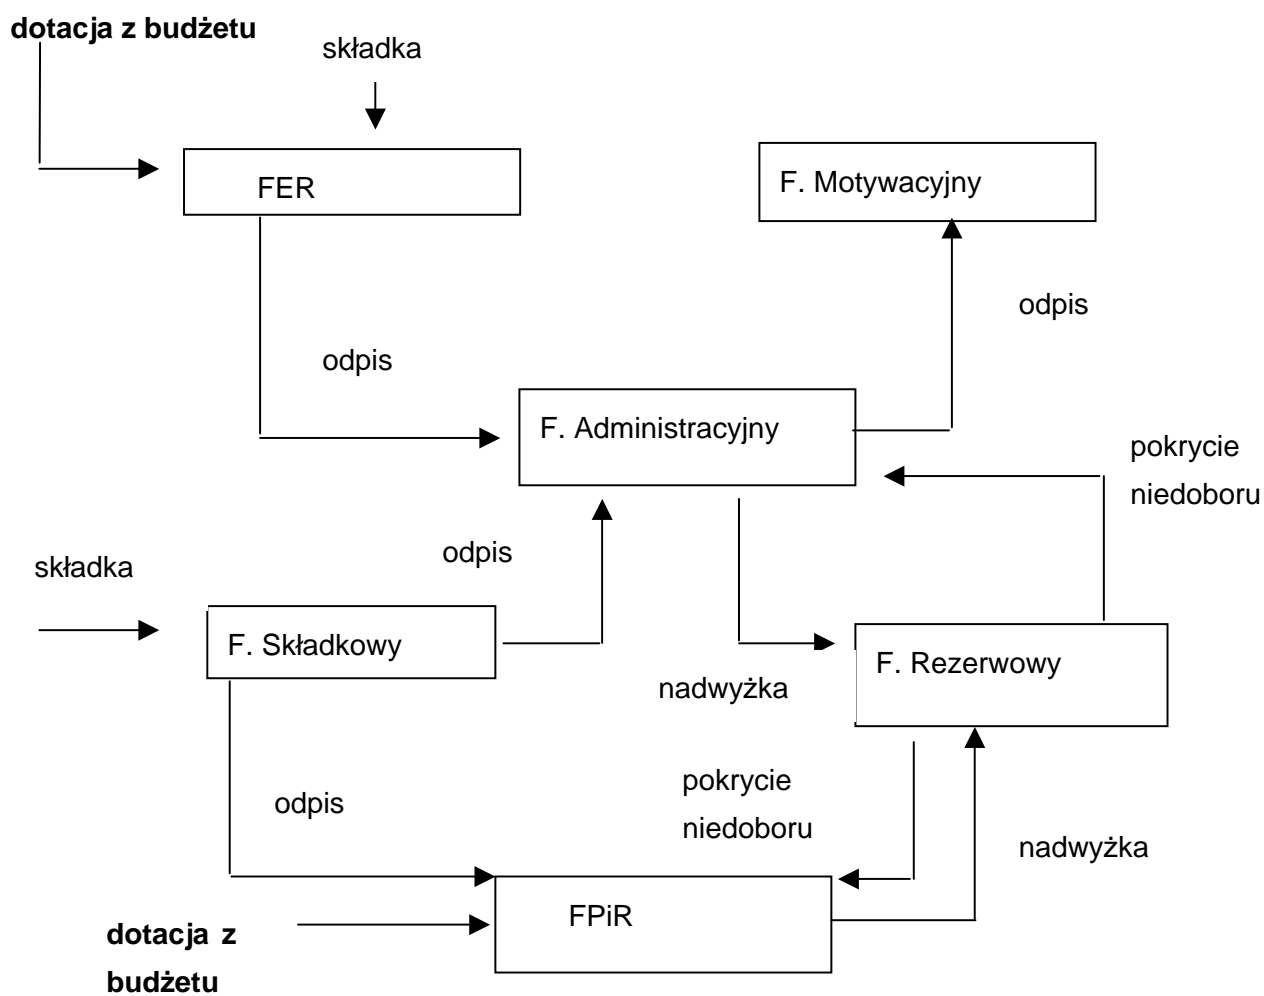 dotacja z budżetu
składka
FER
F. Motywacyjny
odpis
odpis
F. Administracyjny
pokrycie
niedoboru
odpis
składka
F. Składkowy
F. Rezerwowy
nadwyżka
pokrycie
niedoboru
odpis
nadwyżka
FPiR
dotacja z
budżetu